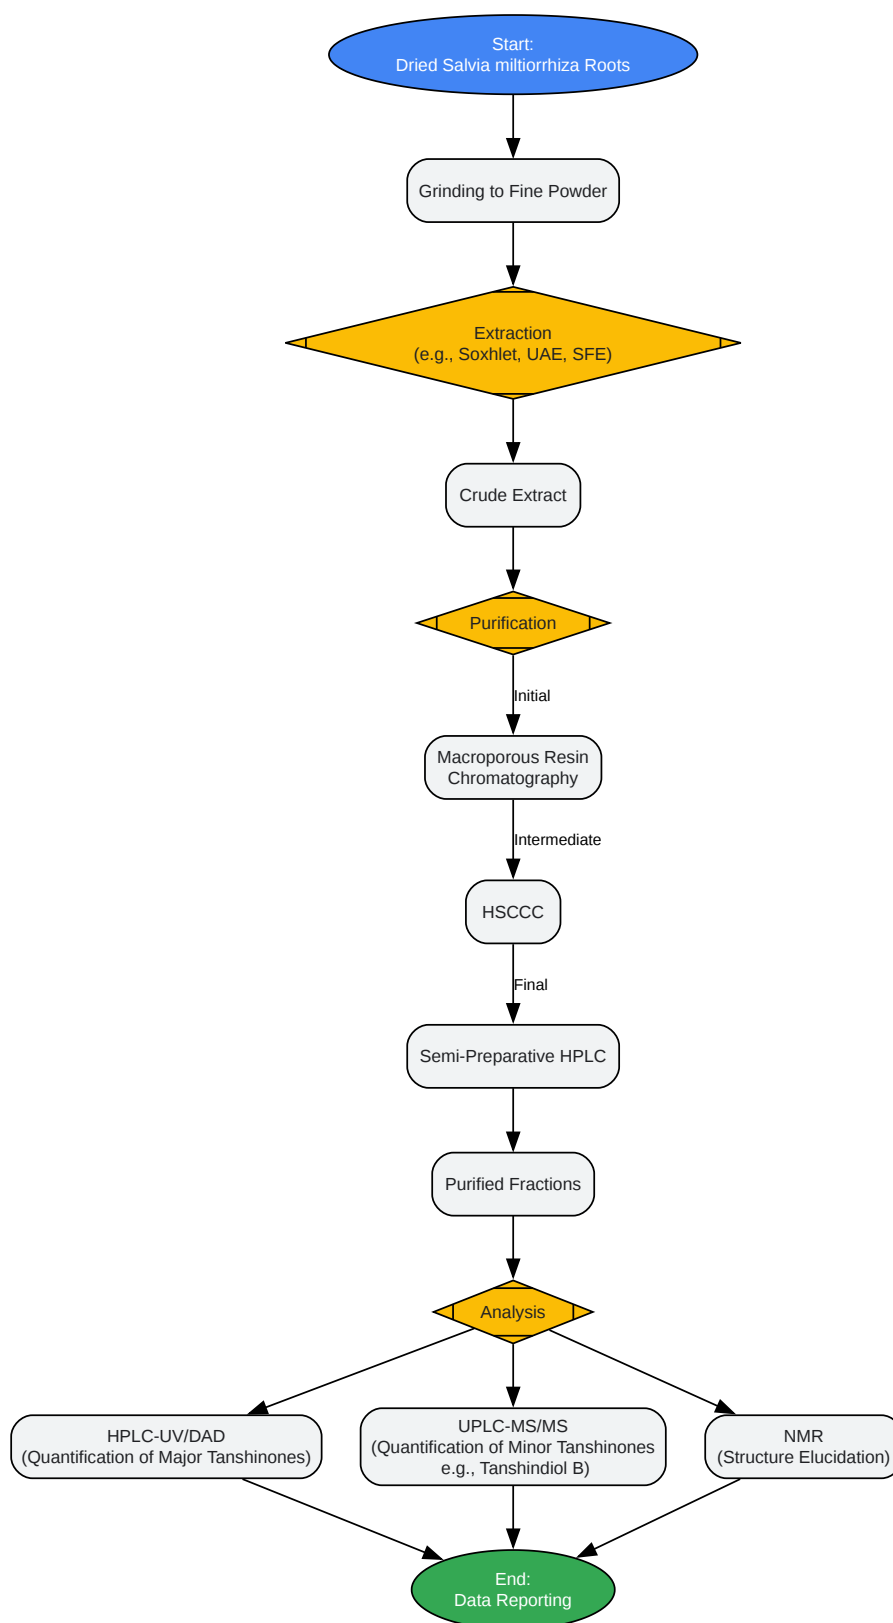 Start:
Dried Salvia miltiorrhiza Roots
Grinding to Fine Powder
Extraction
(e.g., Soxhlet, UAE, SFE)
Crude Extract
Purification
Initial
Macroporous Resin
Chromatography
Intermediate
HSCCC
Final
Semi-Preparative HPLC
Purified Fractions
Analysis
HPLC-UV/DAD
(Quantification of Major Tanshinones)
UPLC-MS/MS
(Quantification of Minor Tanshinones
e.g., Tanshindiol B)
NMR
(Structure Elucidation)
End:
Data Reporting